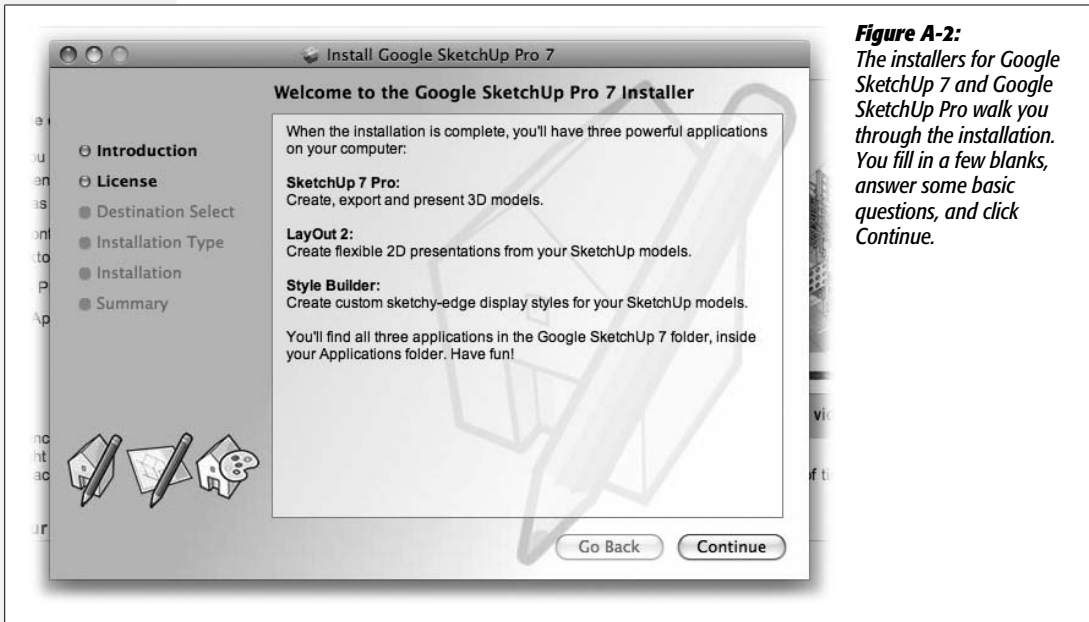 Install Google SketchUp Pro 7
Welcome to the Google SketchUp Pro 7 Installer
Introduction
License
Destination Select
Installation Type
Installation
Summary
When the installation is complete, you'll have three powerful applications
on your computer:
SketchUp 7 Pro:
Create, export and present 3D models.
LayOut 2:
Create flexible 2D presentations from your SketchUp models.
Style Builder:
Create custom sketchy-edge display styles for your SketchUp models.
You'll find all three applications in the Google SketchUp 7 folder, inside
your Applications folder. Have fun!
Go Back
Continue
Figure A-2:
The installers for Google
SketchUp 7 and Google
SketchUp Pro walk you
through the installation.
You fill in a few blanks,
answer some basic
questions, and click
Continue.